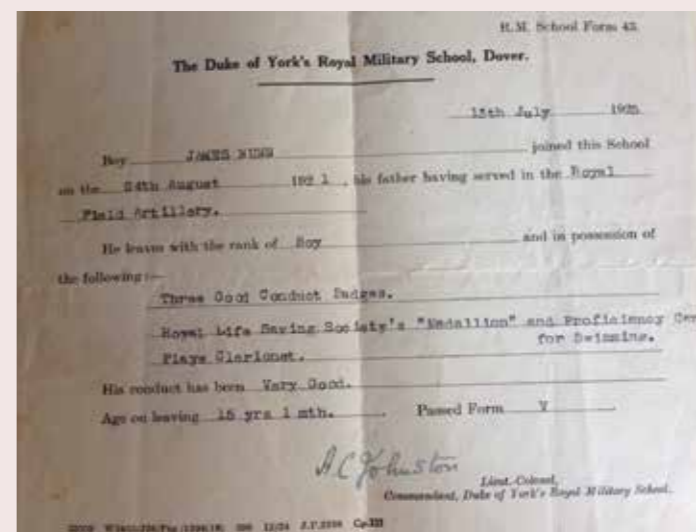 R.M. School Form 43.
The Duke of York's Royal Military School, Dover.
15th July 1925
Boy JAMES joined this School
on the 24th August 192 1, his father having served in the Royal
Field Artillery.
He leaves with the rank of Boy and in possession of
the following :—
Three Good Conduct Badges.
Royal Life Saving Society's "Medallion" and Proficiency Cer
for Swimming.
Plays Clarionet.
His conduct has been Very Good.
Age on leaving 15 yrs 1 mth. Passed Form V
A C Johnston
Lieut.-Colonel,
Commandant, Duke of York's Royal Military School.